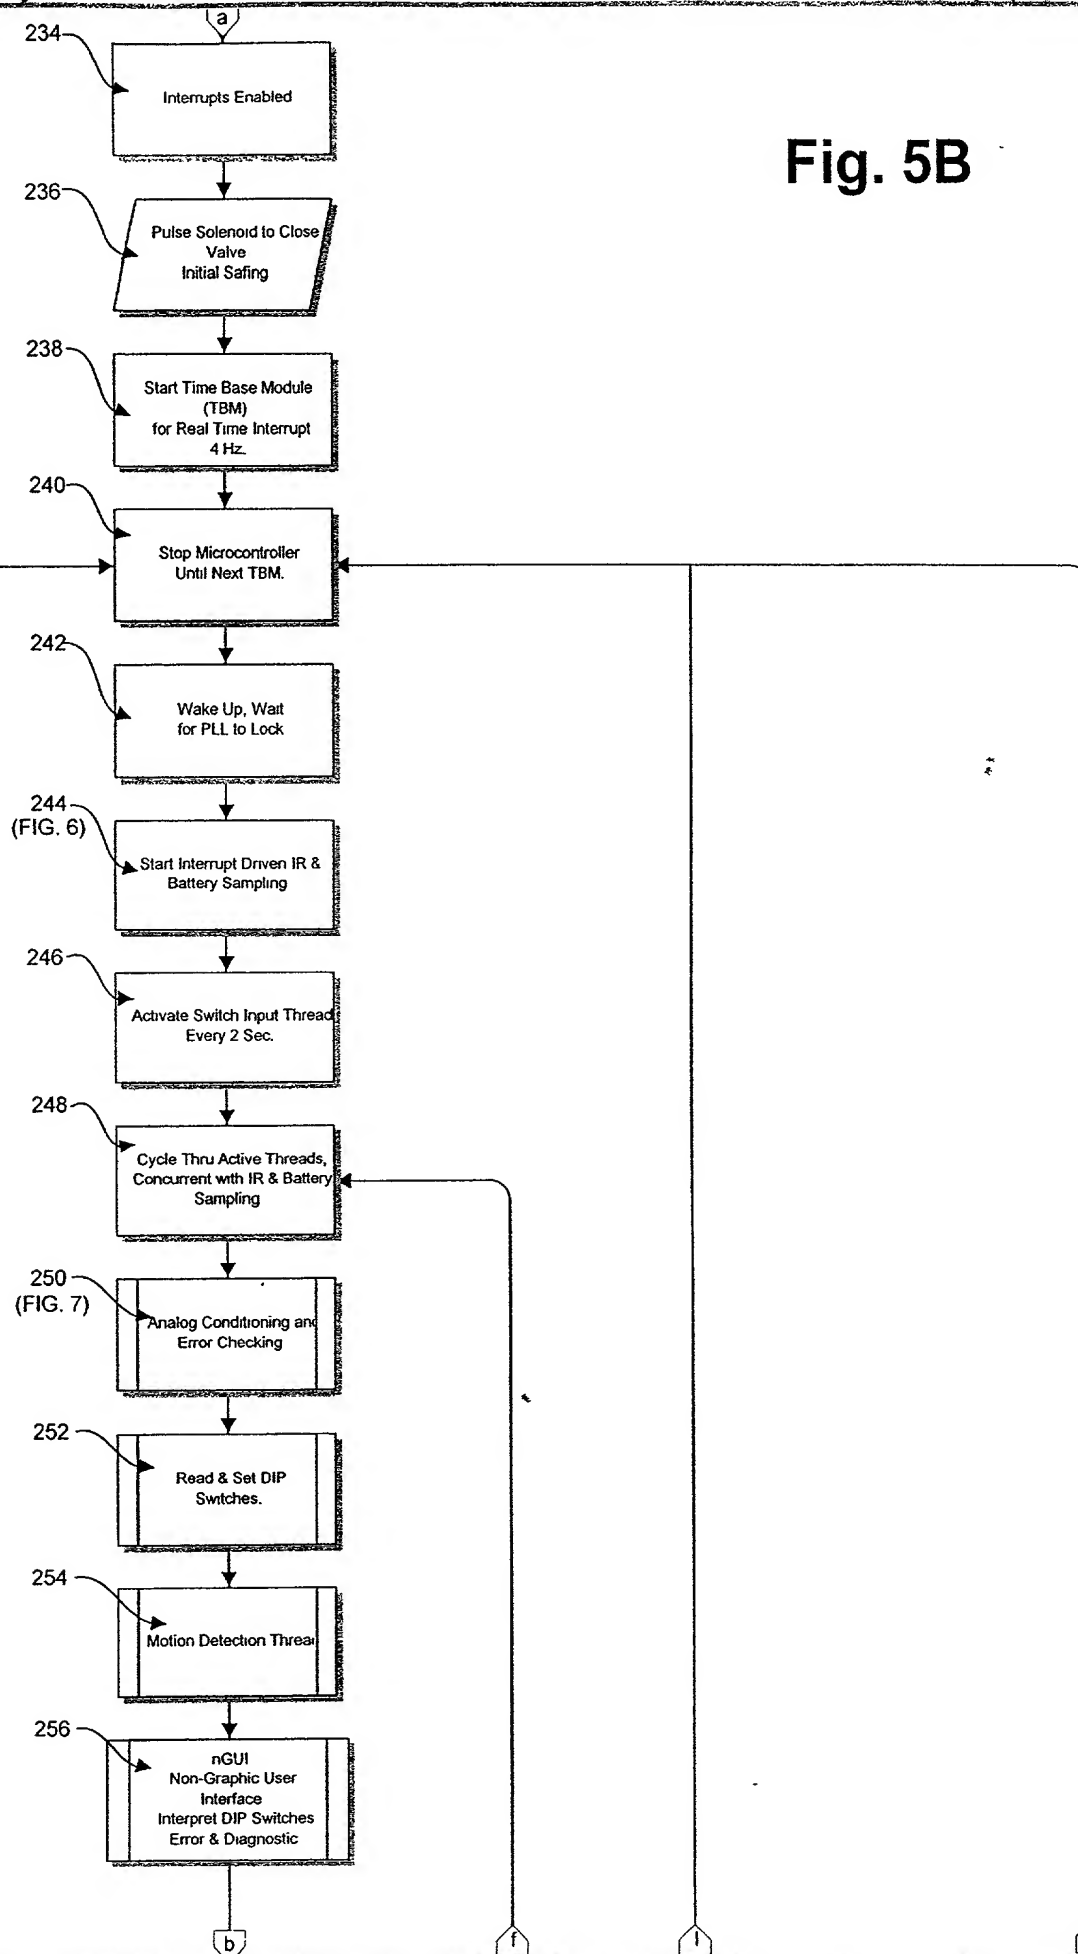 a
234
Interrupts Enabled
Fig. 5B
236
Pulse Solenoid to Close
Valve
Initial Safing
238
Start Time Base Module
(TBM)
for Real Time Interrupt
4 Hz.
240
Stop Microcontroller
Until Next TBM.
242
Wake Up, Wait
for PLL to Lock
244
(FIG. 6)
Start Interrupt Driven IR &
Battery Sampling
246
Activate Switch Input Thread
Every 2 Sec.
248
Cycle Thru Active Threads,
Concurrent with IR & Battery
Sampling
250
(FIG. 7)
Analog Conditioning and
Error Checking
252
Read & Set DIP
Switches.
254
Motion Detection Thread
256
nGUI
Non-Graphic User
Interface
Interpret DIP Switches
Error & Diagnostic
b
f